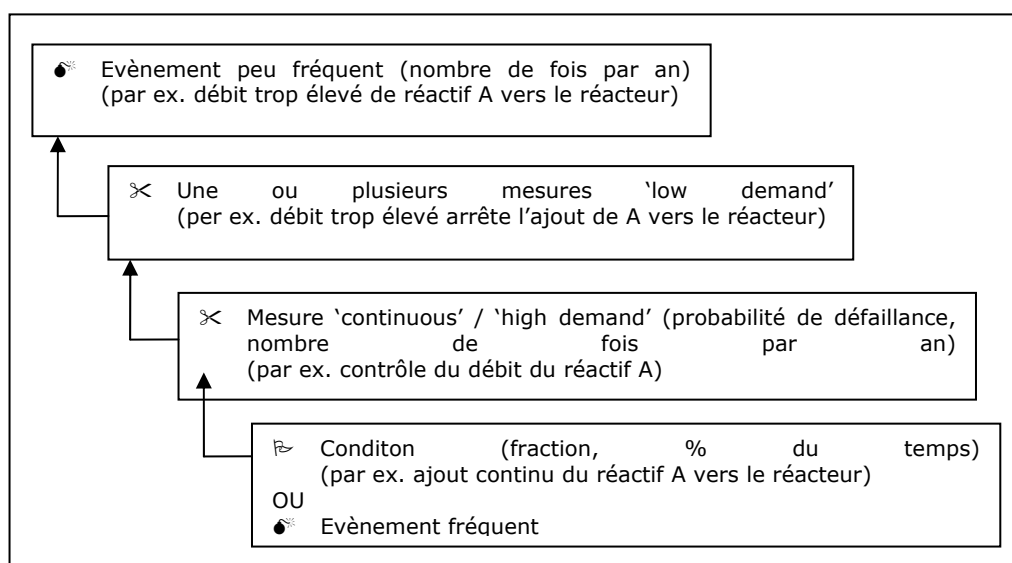 💣 Evènement peu fréquent (nombre de fois par an)
(par ex. débit trop élevé de réactif A vers le réacteur)
✂ Une ou plusieurs mesures ‘low demand’
(per ex. débit trop élevé arrête l’ajout de A vers le réacteur)
✂ Mesure ‘continuous’ / ‘high demand’ (probabilité de défaillance,
nombre de fois par an)
(par ex. contrôle du débit du réactif A)
🏱 Conditon (fraction, % du temps)
(par ex. ajout continu du réactif A vers le réacteur)
OU
💣 Evènement fréquent